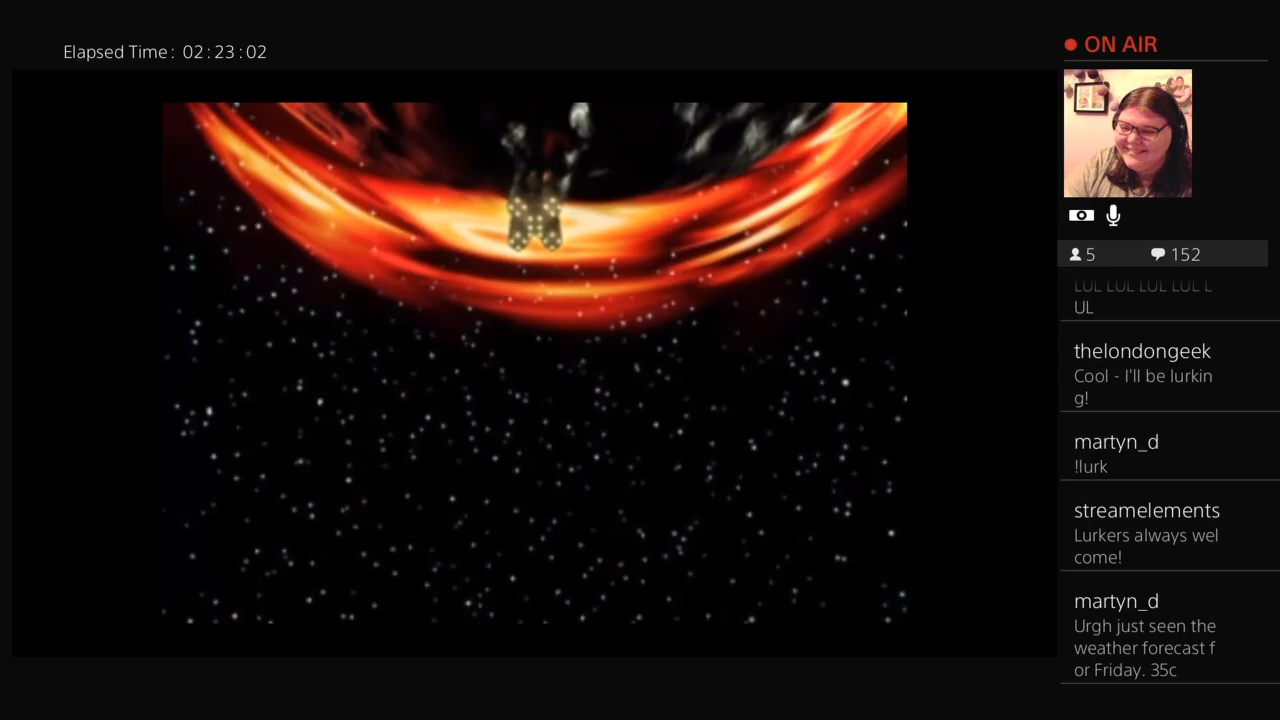 Elapsed Time: 02:23:02
ON AIR
5 152
LUL LUL LUL LUL L
UL
thelondongeek
Cool - I'll be lurkin
g!
martyn_d
!lurk
streamelements
Lurkers always wel
come!
martyn_d
Urgh just seen the
weather forecast f
or Friday. 35c